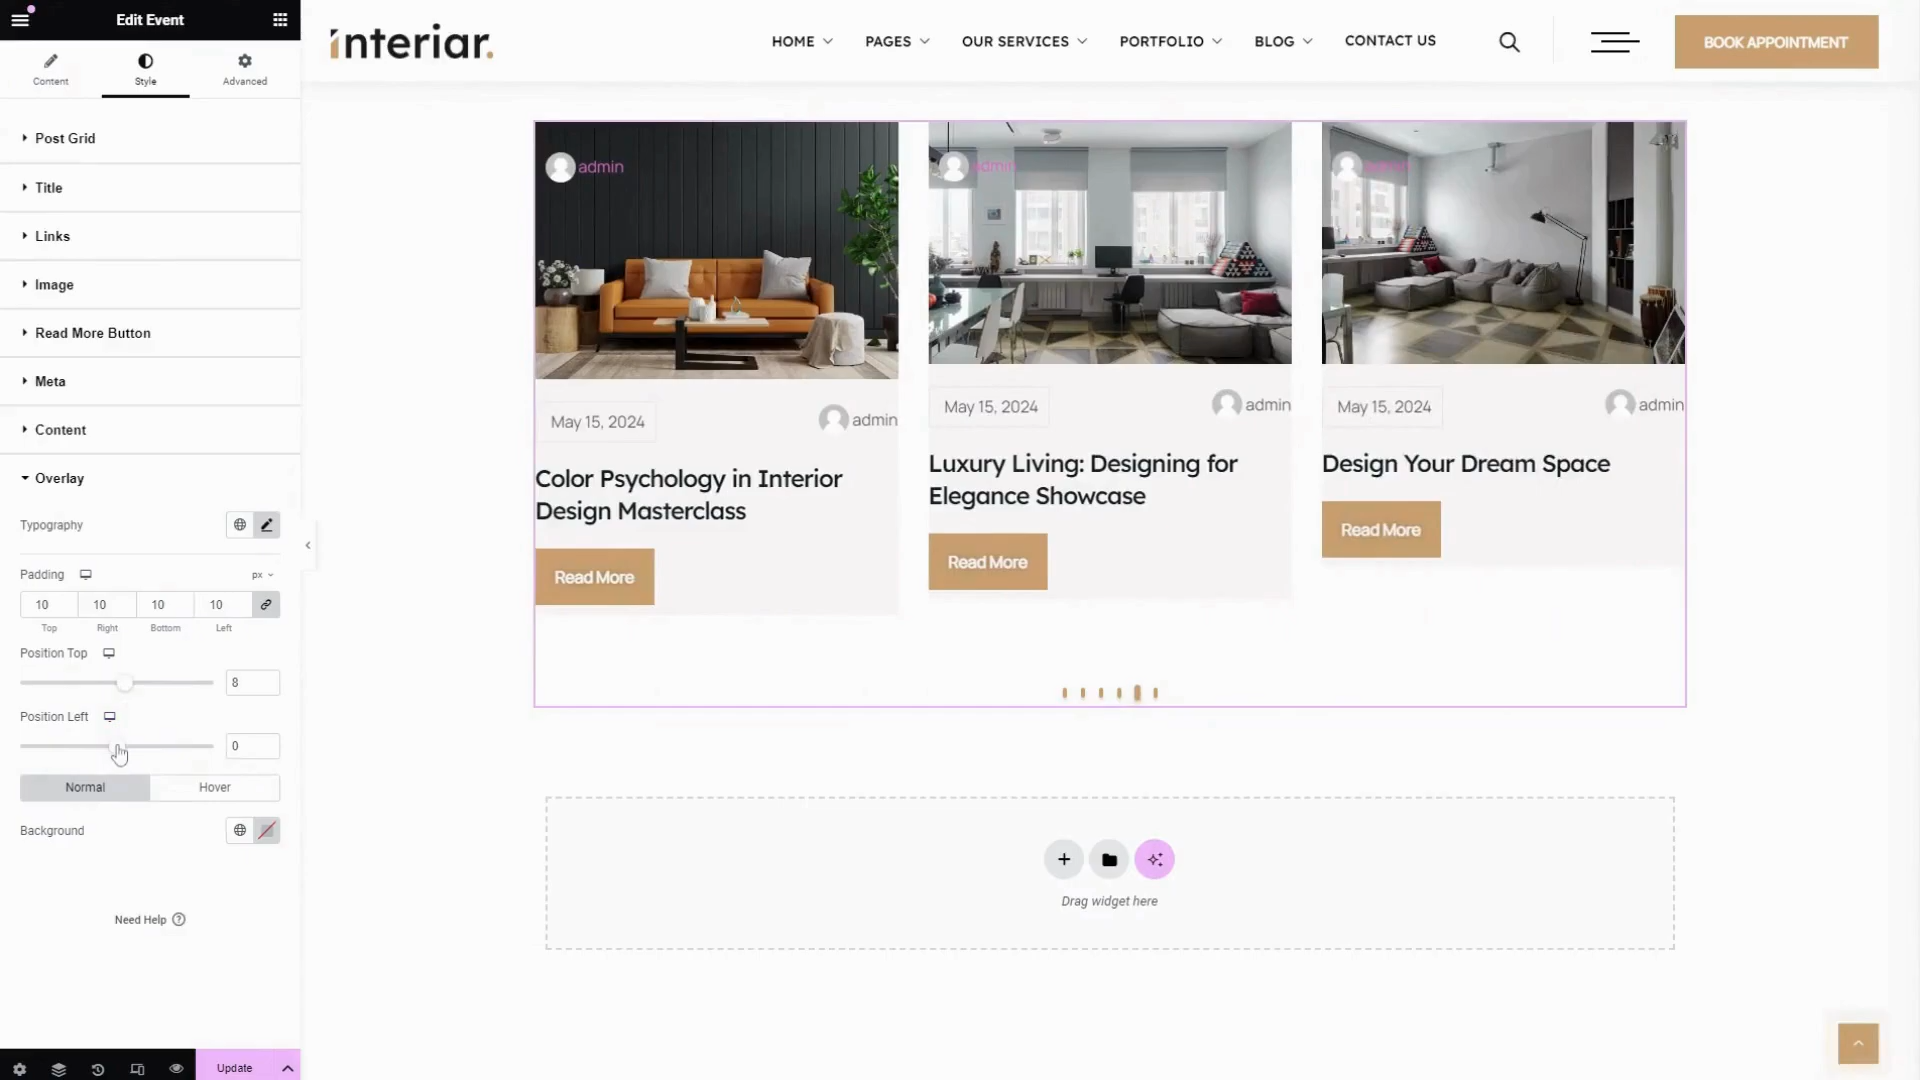 Edit Event
Content
Style
Advanced
Post Grid
Title
Links
Image
Read More Button
Meta
Content
Overlay
Typography
Padding
px
10
10
10
10
Top
Right
Bottom
Left
Position Top
8
Position Left
0
Normal
Hover
Background
Need Help
Update
interiar.
HOME
PAGES
OUR SERVICES
PORTFOLIO
BLOG
CONTACT US
BOOK APPOINTMENT
admin
admin
admin
May 15, 2024
admin
Color Psychology in Interior
Design Masterclass
Read More
May 15, 2024
admin
Luxury Living: Designing for
Elegance Showcase
Read More
May 15, 2024
admin
Design Your Dream Space
Read More
Drag widget here